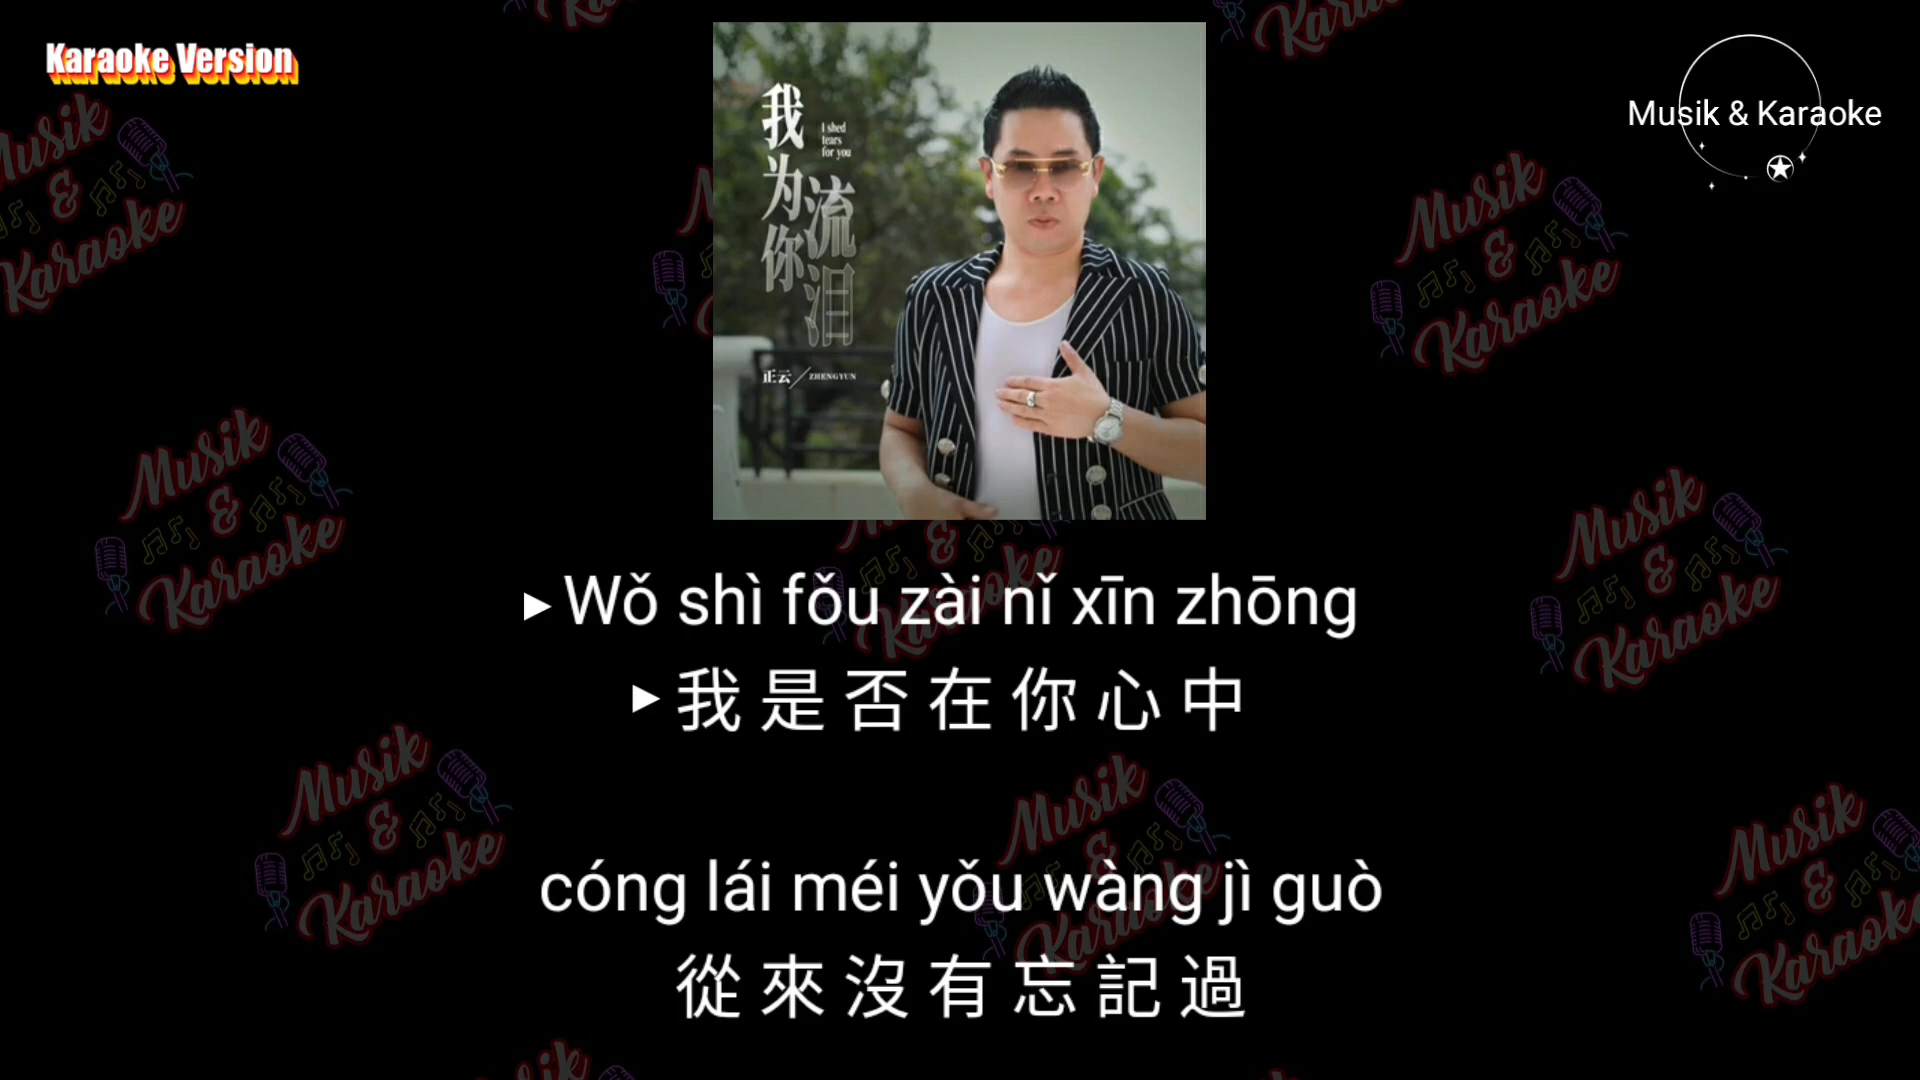 Karaoke Version
Musik & Karaoke
我为你
流泪
I shed
tears
for you
正云/ZHENGYUN
Wǒ shì fǒu zài nǐ xīn zhōng
我是否在你心中
cóng lái méi yǒu wàng jì guò
從來沒有忘記過
Musik
&
Karaoke